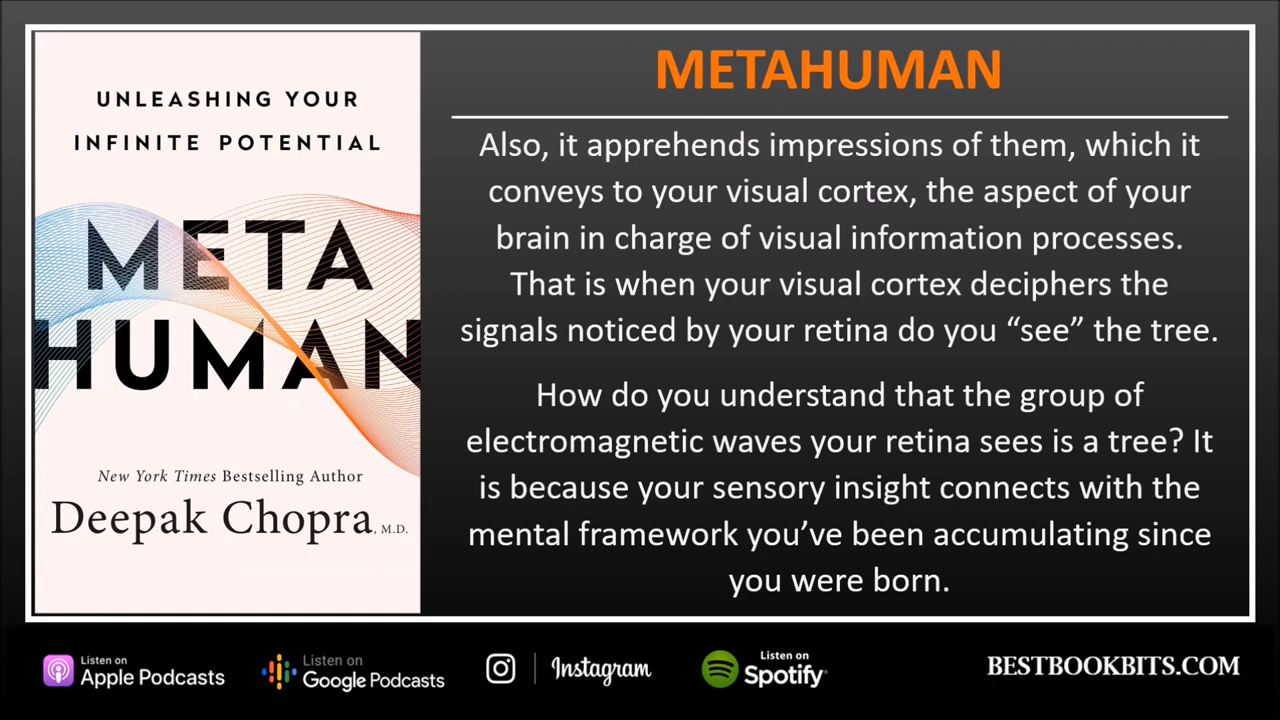 UNLEASHING YOUR
INFINITE POTENTIAL
META
HUMAN
New York Times Bestselling Author
Deepak Chopra, M.D.
METAHUMAN
Also, it apprehends impressions of them, which it
conveys to your visual cortex, the aspect of your
brain in charge of visual information processes.
That is when your visual cortex deciphers the
signals noticed by your retina do you “see” the tree.
How do you understand that the group of
electromagnetic waves your retina sees is a tree? It
is because your sensory insight connects with the
mental framework you’ve been accumulating since
you were born.
Listen on
Apple Podcasts
Listen on
Google Podcasts
Instagram
Listen on
Spotify
BESTBOOKBITS.COM